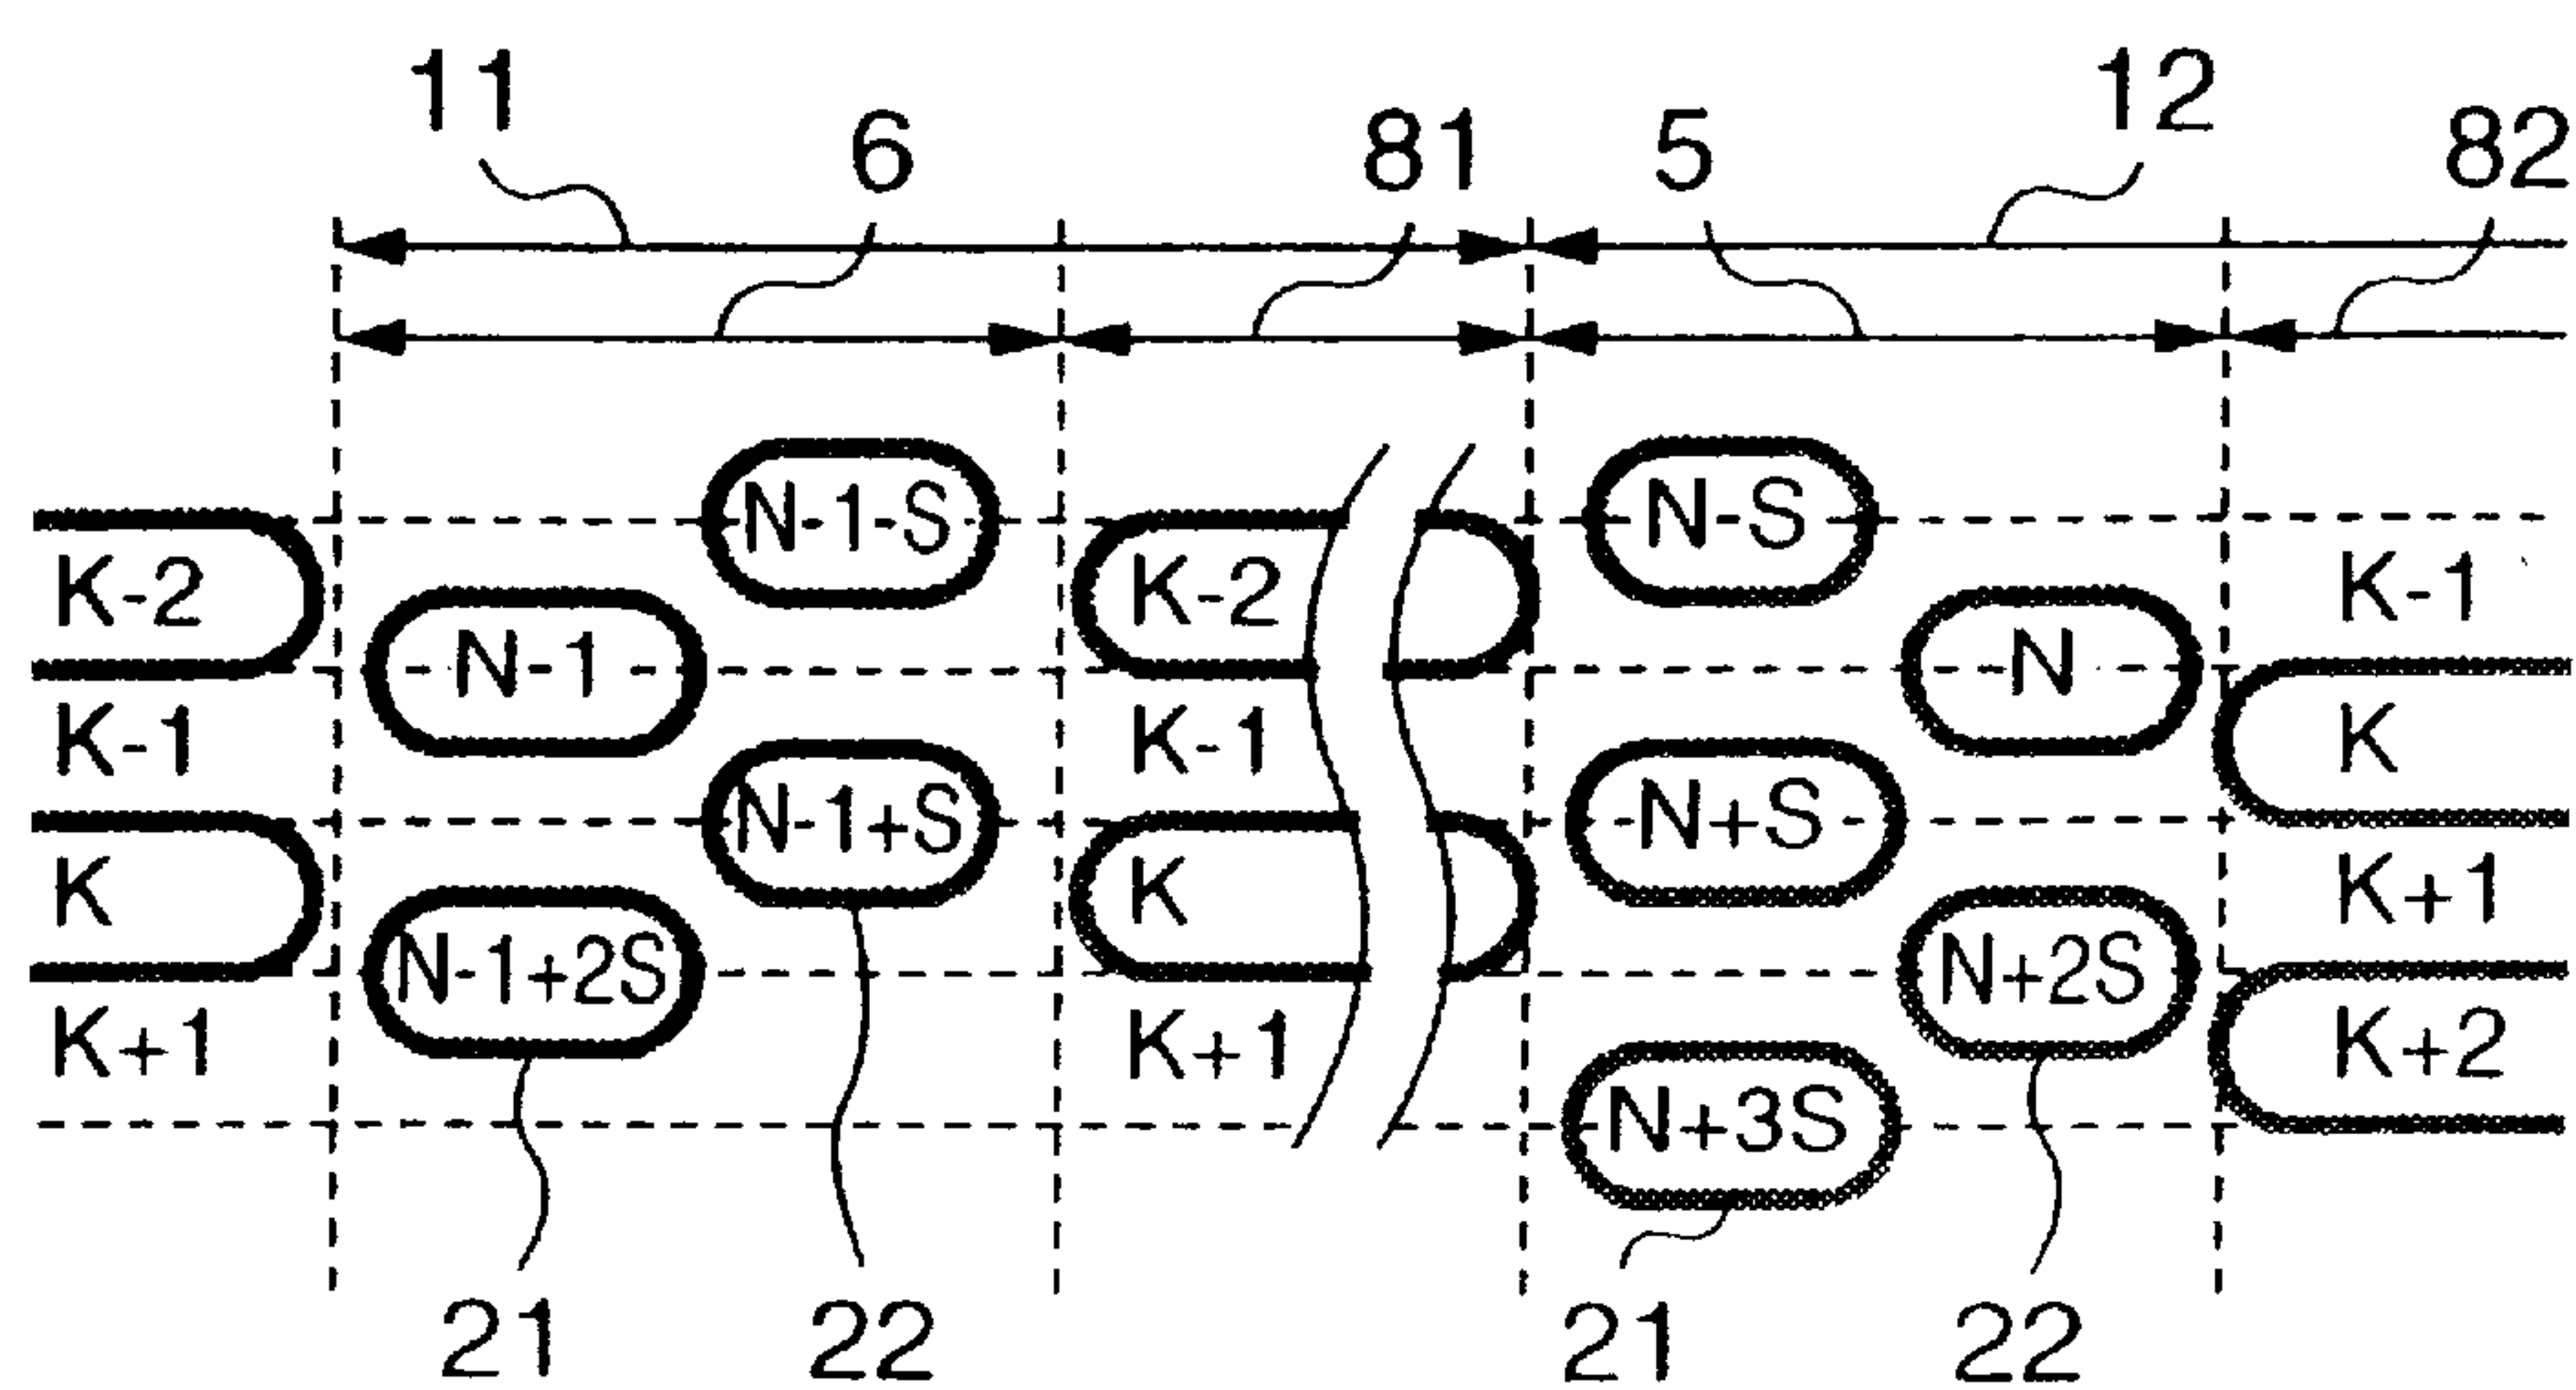 11 6 81 5 12 82
N-1-S N-S
K-2 K-2 K-1
N-1 N
K-1 K-1 K
N-1+S N+S
K K K+1
N-1+2S N+2S
K+1 K+1 K+2
N+3S
21 22 21 22